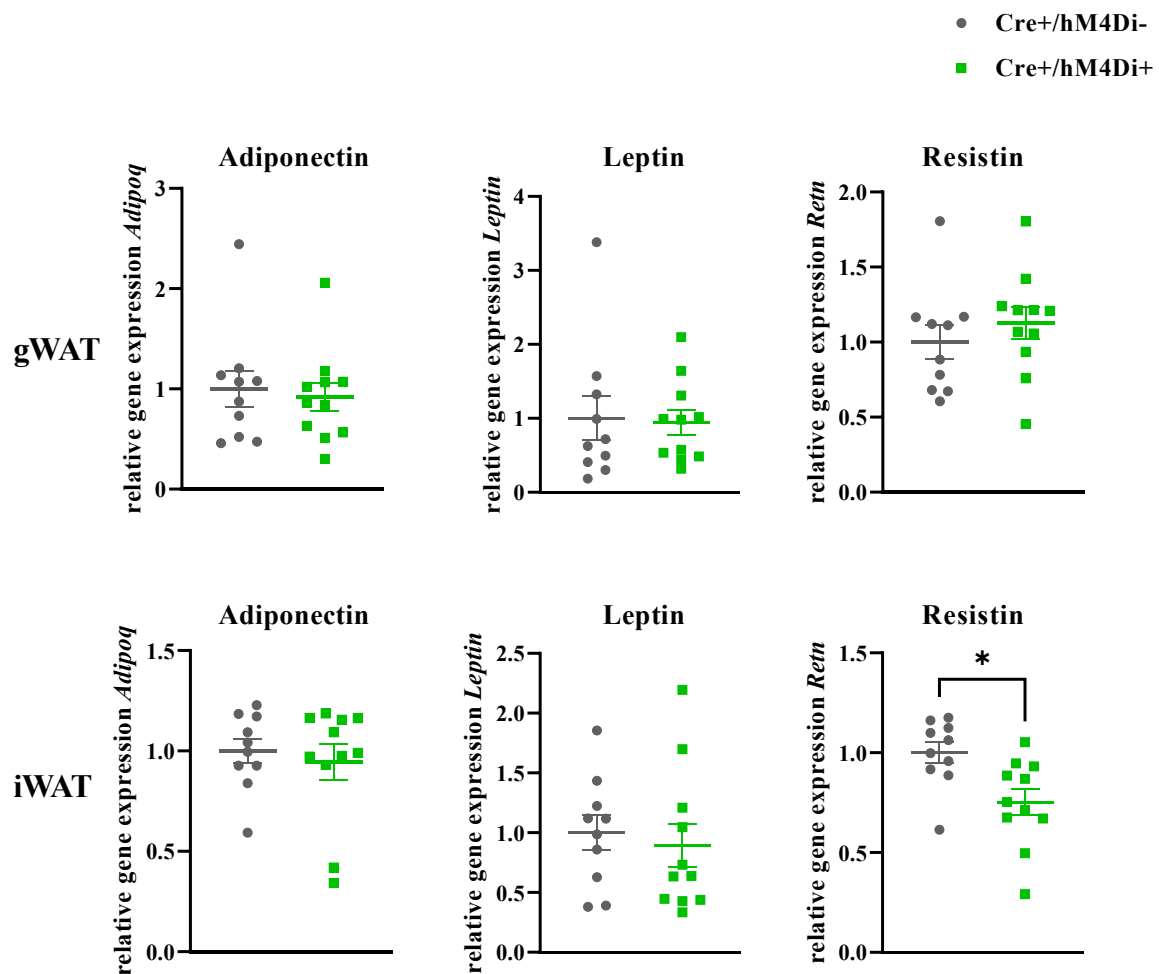 Cre+/hM4Di-
Cre+/hM4Di+
gWAT
Adiponectin
relative gene expression Adipoq
3
2
1
0
Leptin
relative gene expression Leptin
4
3
2
1
0
Resistin
relative gene expression Retn
2.0
1.5
1.0
0.5
0.0
iWAT
Adiponectin
relative gene expression Adipoq
1.5
1.0
0.5
0.0
Leptin
relative gene expression Leptin
2.5
2.0
1.5
1.0
0.5
0.0
Resistin
relative gene expression Retn
1.5
1.0
0.5
0.0
*